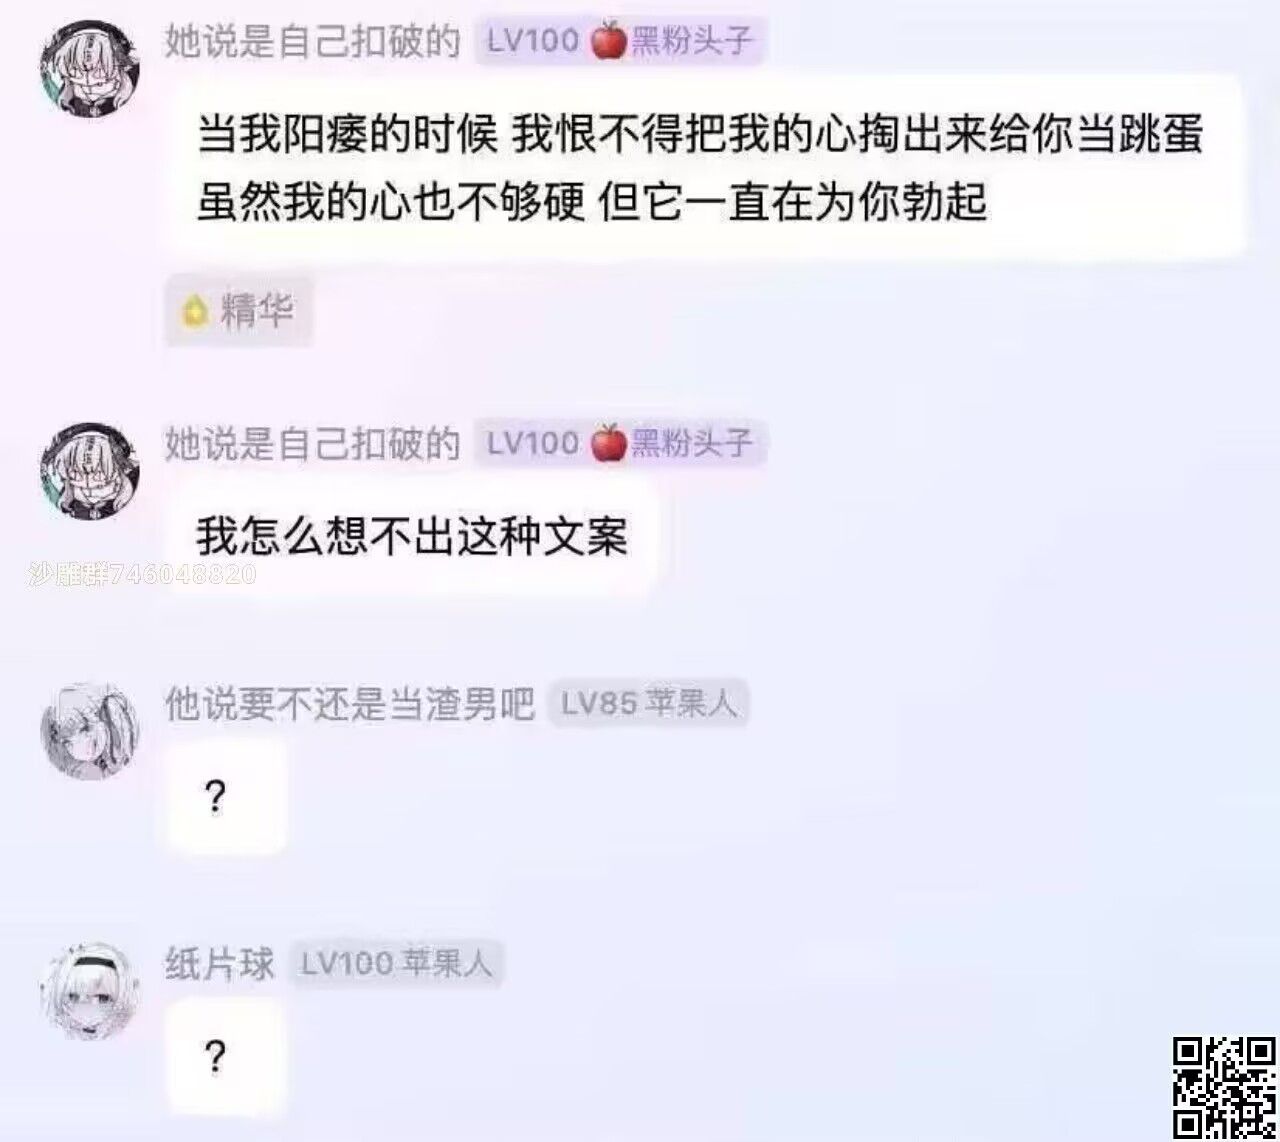 她说是自己扣破的 LV100 🍎黑粉头子
当我阳痿的时候 我恨不得把我的心掏出来给你当跳蛋
虽然我的心也不够硬 但它一直在为你勃起
精华
她说是自己扣破的 LV100 🍎黑粉头子
我怎么想不出这种文案
沙雕群746048820
他说要不还是当渣男吧 LV85 苹果人
?
纸片球 LV100 苹果人
?